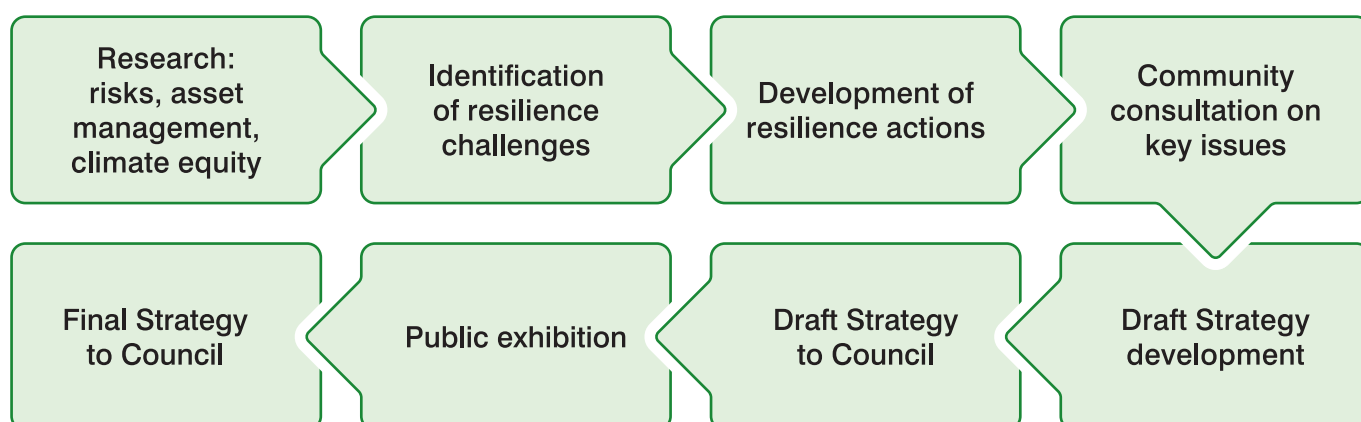 Research:
risks, asset
management,
climate equity
Identification
of resilience
challenges
Development of
resilience actions
Community
consultation on
key issues
Draft Strategy
development
Draft Strategy
to Council
Public exhibition
Final Strategy
to Council